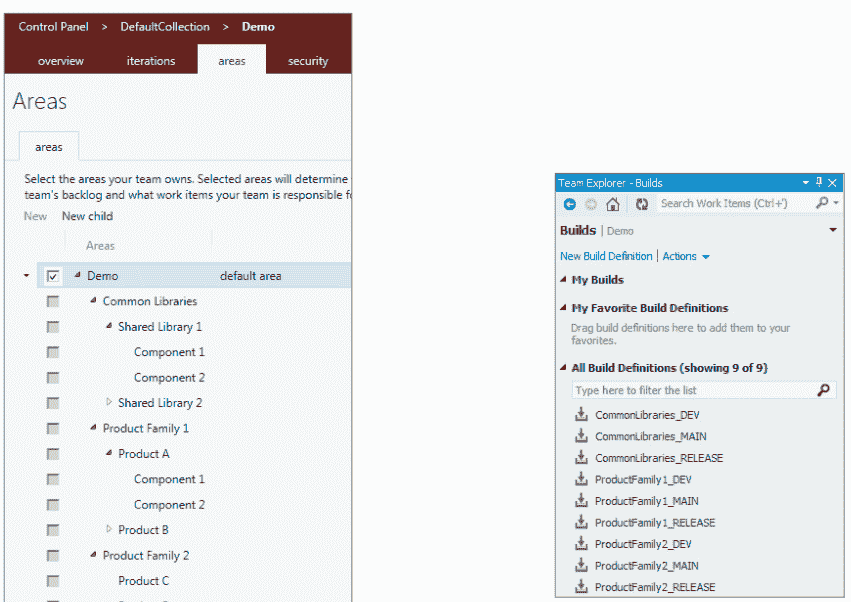 Control Panel > DefaultCollection > Demo
overview iterations areas security
Areas
areas
Select the areas your team owns. Selected areas will determine
team's backlog and what work items your team is responsible fo
New New child
Areas
Demo default area
Common Libraries
Shared Library 1
Component 1
Component 2
Shared Library 2
Product Family 1
Product A
Component 1
Component 2
Product B
Product Family 2
Product C
Team Explorer - Builds
Search Work Items (Ctrl+')
Builds | Demo
New Build Definition | Actions
My Builds
My Favorite Build Definitions
Drag build definitions here to add them to your
favorites.
All Build Definitions (showing 9 of 9)
Type here to filter the list
CommonLibraries_DEV
CommonLibraries_MAIN
CommonLibraries_RELEASE
ProductFamily1_DEV
ProductFamily1_MAIN
ProductFamily1_RELEASE
ProductFamily2_DEV
ProductFamily2_MAIN
ProductFamily2_RELEASE